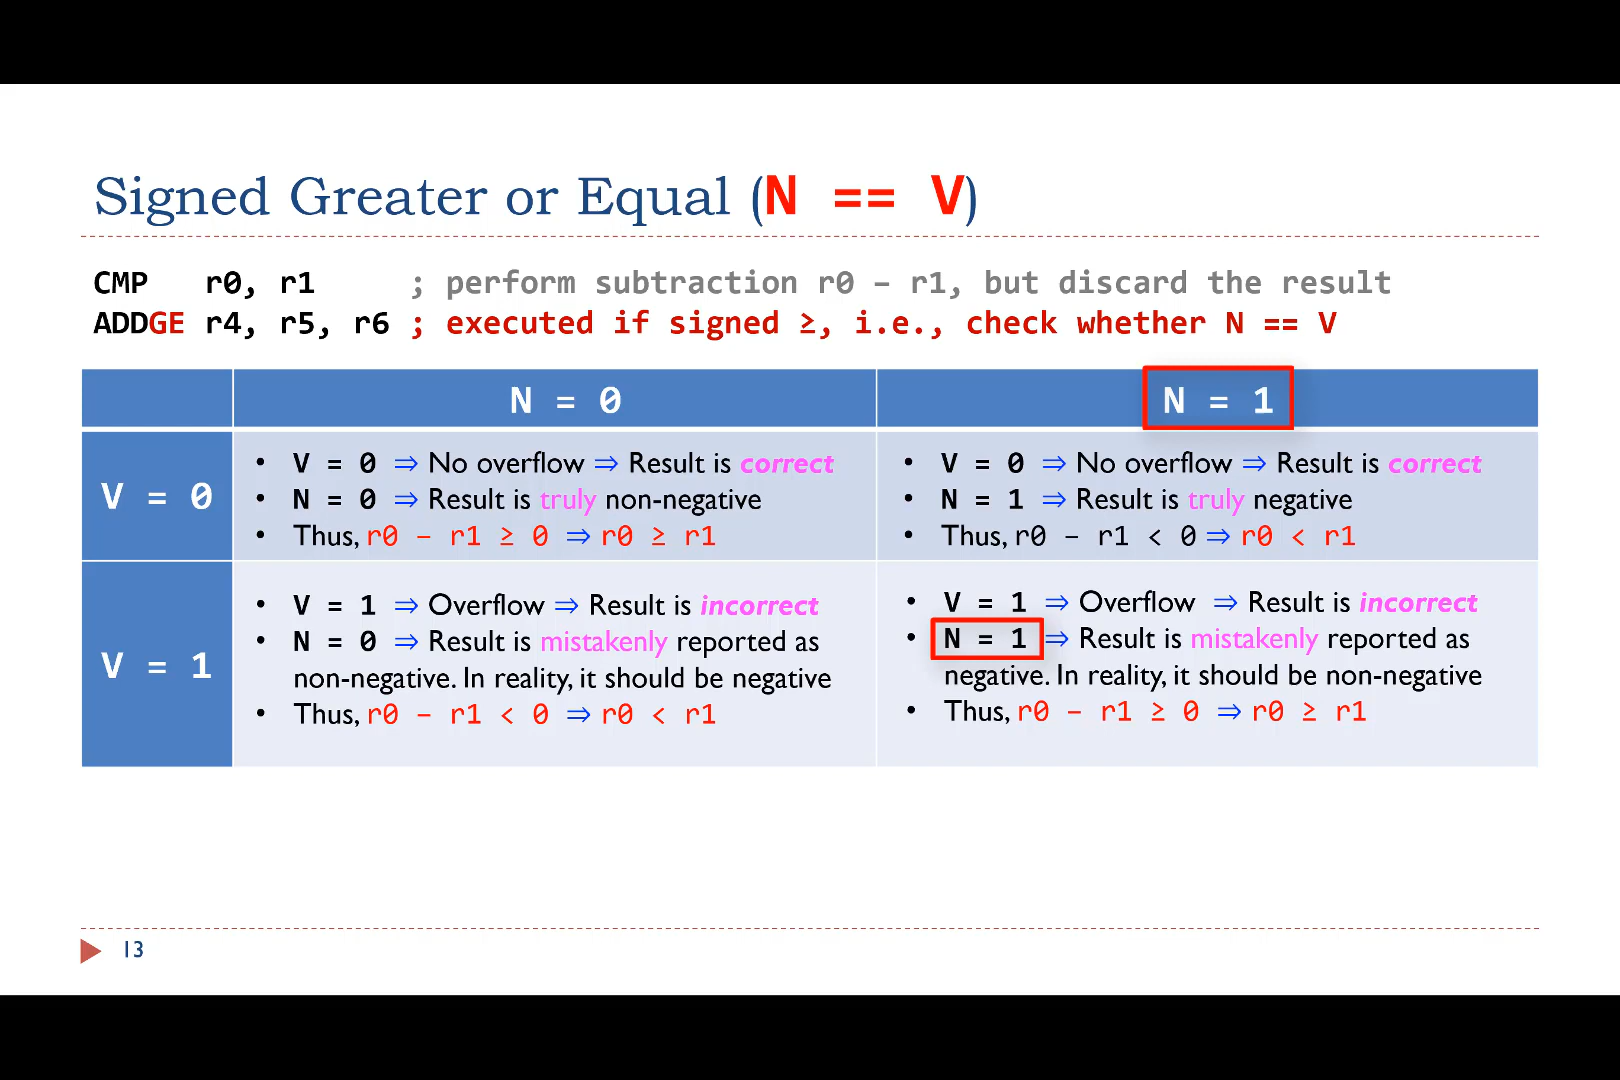 Signed Greater or Equal (N == V)
CMP r0, r1 ; perform subtraction r0 – r1, but discard the result
ADDGE r4, r5, r6 ; executed if signed ≥, i.e., check whether N == V
N = 0
N = 1
V = 0
• V = 0 ⇒ No overflow ⇒ Result is correct
• N = 0 ⇒ Result is truly non-negative
• Thus, r0 – r1 ≥ 0 ⇒ r0 ≥ r1
• V = 0 ⇒ No overflow ⇒ Result is correct
• N = 1 ⇒ Result is truly negative
• Thus, r0 – r1 < 0 ⇒ r0 < r1
V = 1
• V = 1 ⇒ Overflow ⇒ Result is incorrect
• N = 0 ⇒ Result is mistakenly reported as
non-negative. In reality, it should be negative
• Thus, r0 – r1 < 0 ⇒ r0 < r1
• V = 1 ⇒ Overflow ⇒ Result is incorrect
• N = 1 ⇒ Result is mistakenly reported as
negative. In reality, it should be non-negative
• Thus, r0 – r1 ≥ 0 ⇒ r0 ≥ r1
13